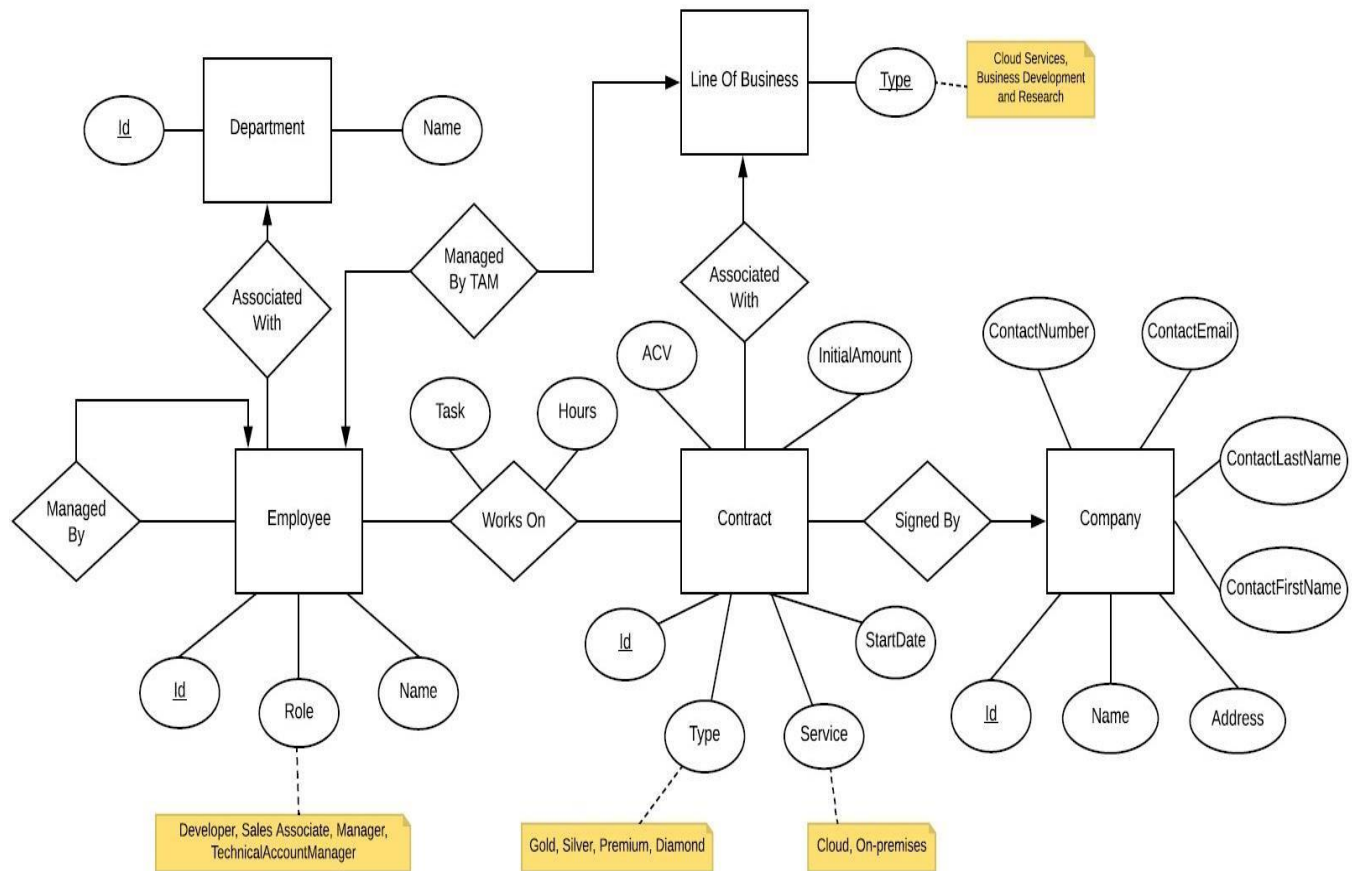 Line Of Business
Type
Cloud Services,
Business Development
and Research
Id
Department
Name
Managed
By TAM
Associated
With
Associated
With
ContactNumber
ContactEmail
ACV
InitialAmount
Task
Hours
ContactLastName
Managed
By
Employee
Works On
Contract
Signed By
Company
ContactFirstName
Id
StartDate
Id
Role
Name
Type
Service
Id
Name
Address
Developer, Sales Associate, Manager,
TechnicalAccountManager
Gold, Silver, Premium, Diamond
Cloud, On-premises